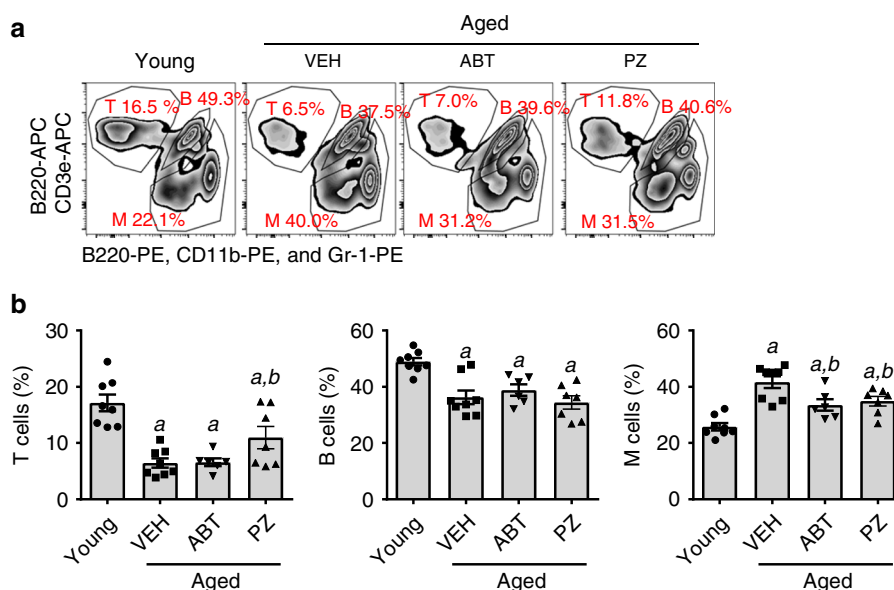 a
Aged
Young VEH ABT PZ
T 16.5 % B 49.3% T 6.5% B 37.5% T 7.0% B 39.6% T 11.8% B 40.6%
B220-APC
CD3e-APC
M 22.1% M 40.0% M 31.2% M 31.5%
B220-PE, CD11b-PE, and Gr-1-PE
b
T cells (%)
30
20
10
0
a a a,b
Young VEH ABT PZ
Aged
B cells (%)
60
40
20
0
a a a
Young VEH ABT PZ
Aged
M cells (%)
60
40
20
0
a a,b a,b
Young VEH ABT PZ
Aged